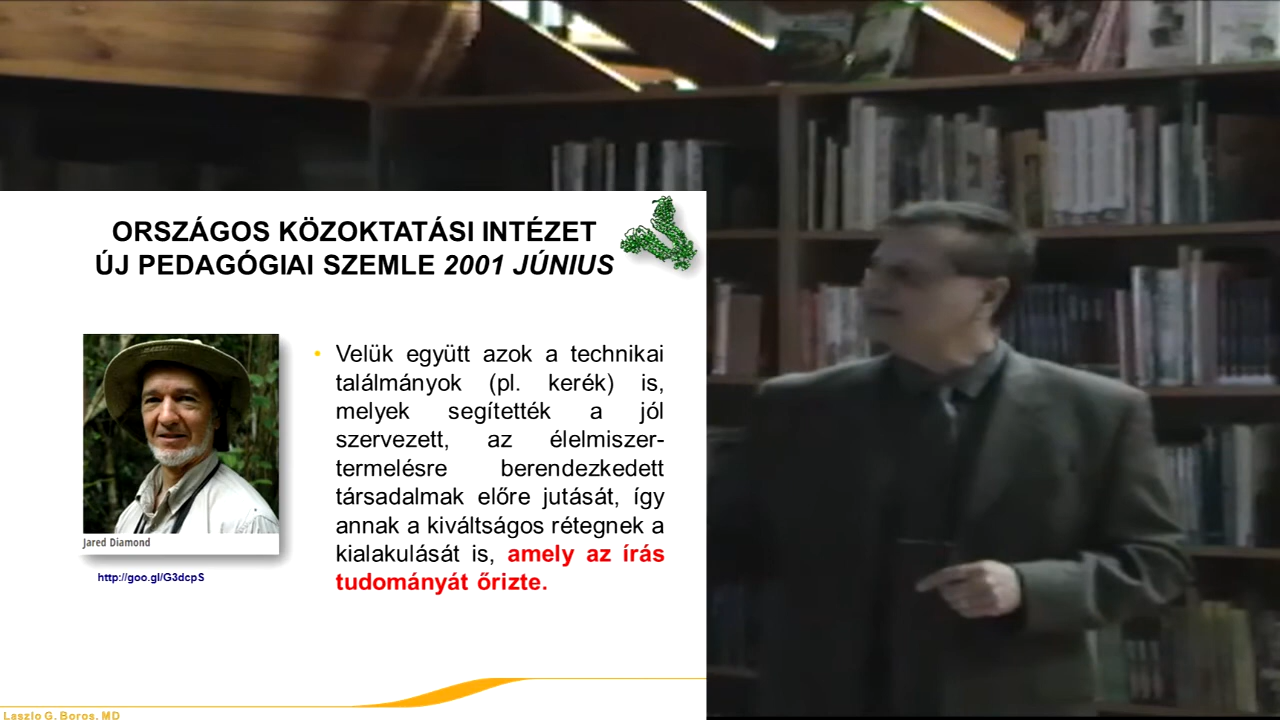 ORSZÁGOS KÖZOKTATÁSI INTÉZET
ÚJ PEDAGÓGIAI SZEMLE 2001 JÚNIUS
• Velük együtt azok a technikai
találmányok (pl. kerék) is,
melyek segítették a jól
szervezett, az élelmiszer-
termelésre berendezkedett
társadalmak előre jutását, így
annak a kiváltságos rétegnek a
kialakulását is, amely az írás
tudományát őrizte.
Jared Diamond
http://goo.gl/G3dcpS
Laszlo G. Boros, MD